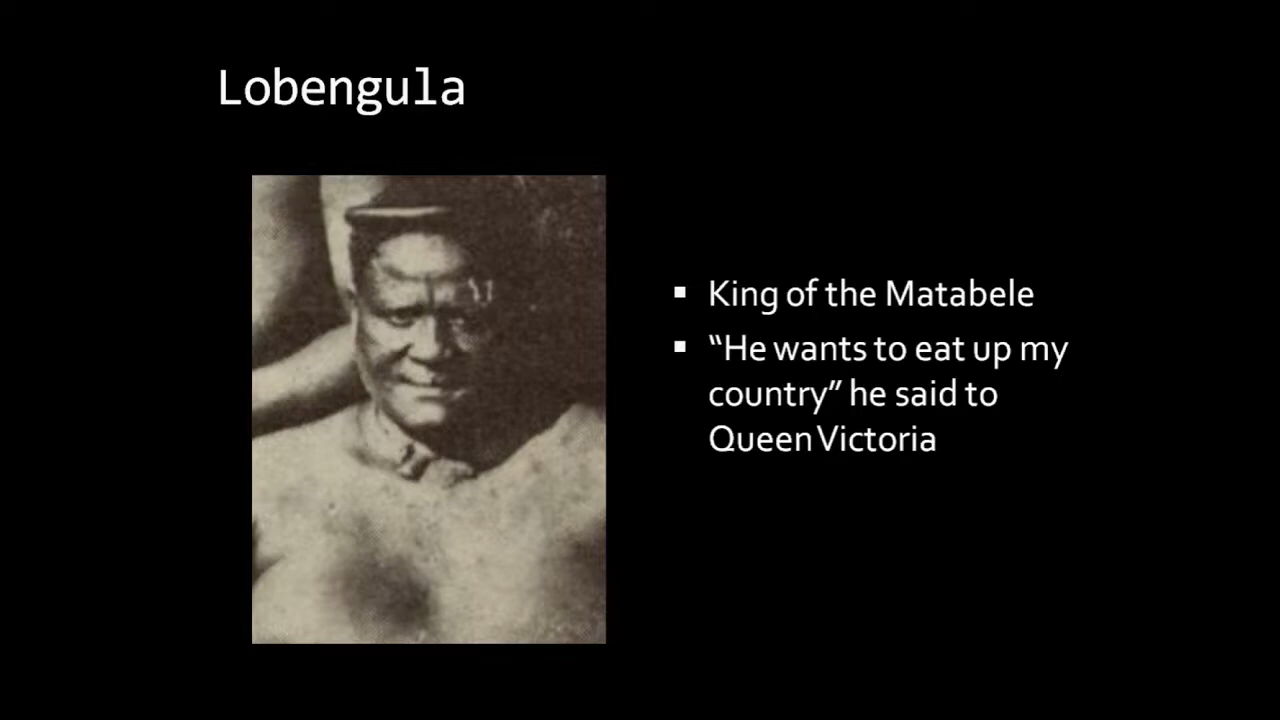 Lobengula
▪ King of the Matabele
▪ “He wants to eat up my
country” he said to
Queen Victoria